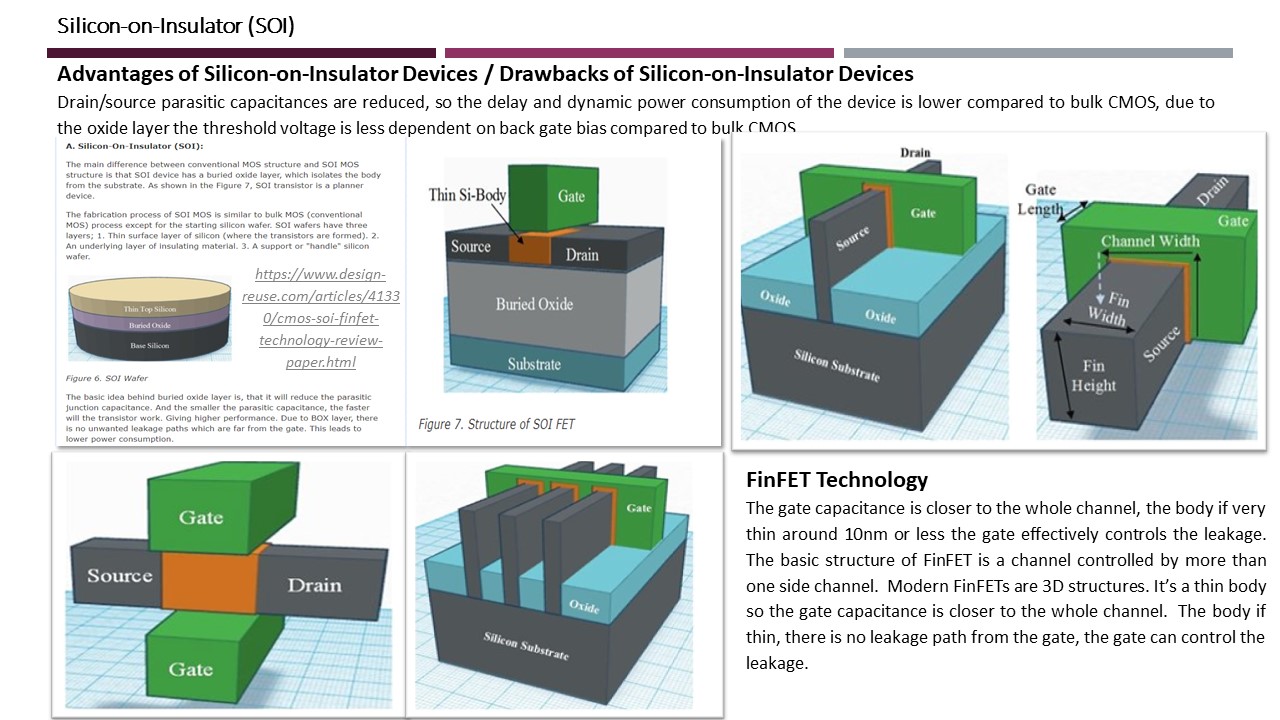 Silicon-on-Insulator (SOI)
Advantages of Silicon-on-Insulator Devices / Drawbacks of Silicon-on-Insulator Devices
Drain/source parasitic capacitances are reduced, so the delay and dynamic power consumption of the device is lower compared to bulk CMOS, due to
the oxide layer the threshold voltage is less dependent on back gate bias compared to bulk CMOS
A. Silicon-On-Insulator (SOI):
The main difference between conventional MOS structure and SOI MOS
structure is that SOI device has a buried oxide layer, which isolates the body
from the substrate. As shown in the Figure 7, SOI transistor is a planner
device.
The fabrication process of SOI MOS is similar to bulk MOS (conventional
MOS) process except for the starting silicon wafer. SOI wafers have three
layers; 1. Thin surface layer of silicon (where the transistors are formed). 2.
An underlying layer of insulating material. 3. A support or "handle" silicon
wafer.
Thin Top Silicon
Buried Oxide
Base Silicon
https://www.design-
reuse.com/articles/4133
0/cmos-soi-finfet-
technology-review-
paper.html
Figure 6. SOI Wafer
The basic idea behind buried oxide layer is, that it will reduce the parasitic
junction capacitance. And the smaller the parasitic capacitance, the faster
will the transistor work. Giving higher performance. Due to BOX layer, there
is no unwanted leakage paths which are far from the gate. This leads to
lower power consumption.
Thin Si-Body
Gate
Source
Drain
Buried Oxide
Substrate
Figure 7. Structure of SOI FET
Drain
Gate
Source
Oxide
Oxide
Silicon Substrate
Gate
Length
Drain
Gate
Channel Width
Fin
Width
Source
Fin
Height
Gate
Source
Drain
Gate
Gate
Oxide
Silicon Substrate
FinFET Technology
The gate capacitance is closer to the whole channel, the body if very
thin around 10nm or less the gate effectively controls the leakage.
The basic structure of FinFET is a channel controlled by more than
one side channel. Modern FinFETs are 3D structures. It's a thin body
so the gate capacitance is closer to the whole channel. The body if
thin, there is no leakage path from the gate, the gate can control the
leakage.